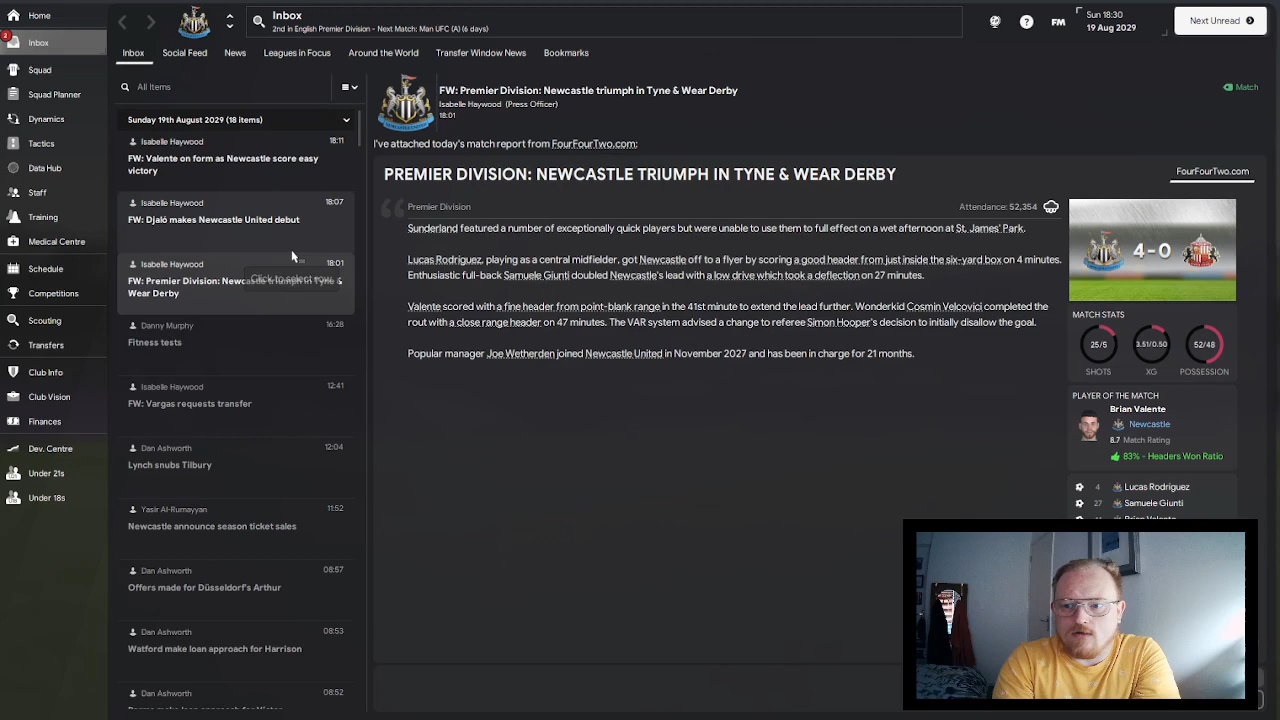 Home
2
Inbox
Squad
Squad Planner
Dynamics
Tactics
Data Hub
Staff
Training
Medical Centre
Schedule
Competitions
Scouting
Transfers
Club Info
Club Vision
Finances
Dev. Centre
Under 21s
Under 18s
Inbox
2nd in English Premier Division - Next Match: Man UFC (A) (6 days)
FM
Sun 18:30
19 Aug 2029
Next Unread
Inbox
Social Feed
News
Leagues in Focus
Around the World
Transfer Window News
Bookmarks
All Items
Sunday 19th August 2029 (18 items)
Isabelle Haywood 18:11
FW: Valente on form as Newcastle score easy
victory
Isabelle Haywood 18:07
FW: Djaló makes Newcastle United debut
Isabelle Haywood 18:01
Click to select row
FW: Premier Division: Newcastle triumph in Tyne &
Wear Derby
Danny Murphy 16:28
Fitness tests
Isabelle Haywood 12:41
FW: Vargas requests transfer
Dan Ashworth 12:04
Lynch snubs Tilbury
Yasir Al-Rumayyan 11:52
Newcastle announce season ticket sales
Dan Ashworth 08:57
Offers made for Düsseldorf's Arthur
Dan Ashworth 08:53
Watford make loan approach for Harrison
Dan Ashworth 08:52
FW: Premier Division: Newcastle triumph in Tyne & Wear Derby
Isabelle Haywood (Press Officer)
18:01
Match
I've attached today's match report from FourFourTwo.com:
PREMIER DIVISION: NEWCASTLE TRIUMPH IN TYNE & WEAR DERBY
FourFourTwo.com
Premier Division
Attendance: 52,354
Sunderland featured a number of exceptionally quick players but were unable to use them to full effect on a wet afternoon at St. James' Park.
Lucas Rodríguez, playing as a central midfielder, got Newcastle off to a flyer by scoring a good header from just inside the six-yard box on 4 minutes.
Enthusiastic full-back Samuele Giunti doubled Newcastle's lead with a low drive which took a deflection on 27 minutes.
Valente scored with a fine header from point-blank range in the 41st minute to extend the lead further. Wonderkid Cosmin Velcovici completed the
rout with a close range header on 47 minutes. The VAR system advised a change to referee Simon Hooper's decision to initially disallow the goal.
Popular manager Joe Wetherden joined Newcastle United in November 2027 and has been in charge for 21 months.
4-0
MATCH STATS
25/5
3.51/0.50
52/48
SHOTS
XG
POSSESSION
PLAYER OF THE MATCH
Brian Valente
Newcastle
8.7 Match Rating
83% - Headers Won Ratio
4 Lucas Rodríguez
27 Samuele Giunti